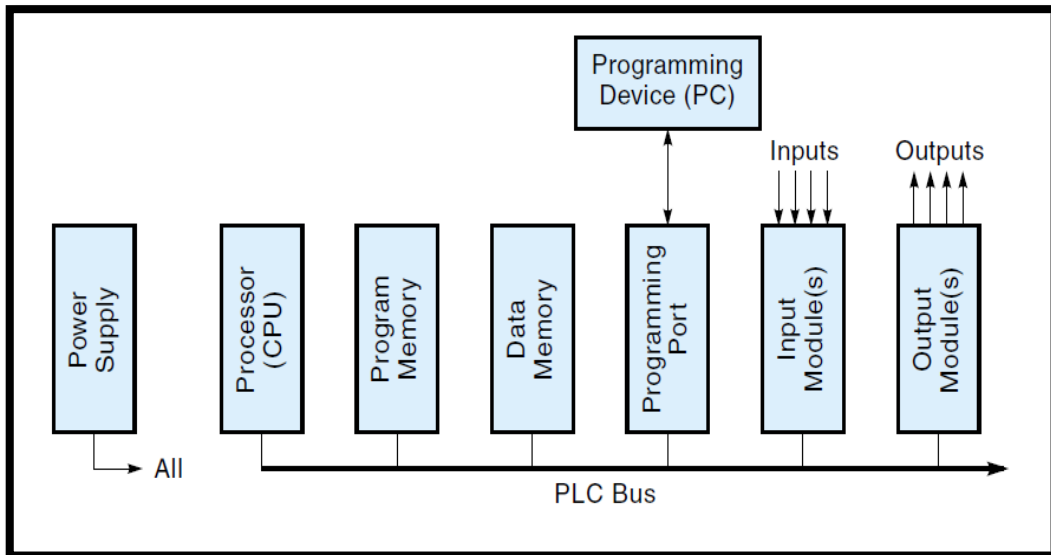 Programming
Device (PC)
Inputs
Outputs
Power
Supply
Processor
(CPU)
Program
Memory
Data
Memory
Programming
Port
Input
Module(s)
Output
Module(s)
All
PLC Bus